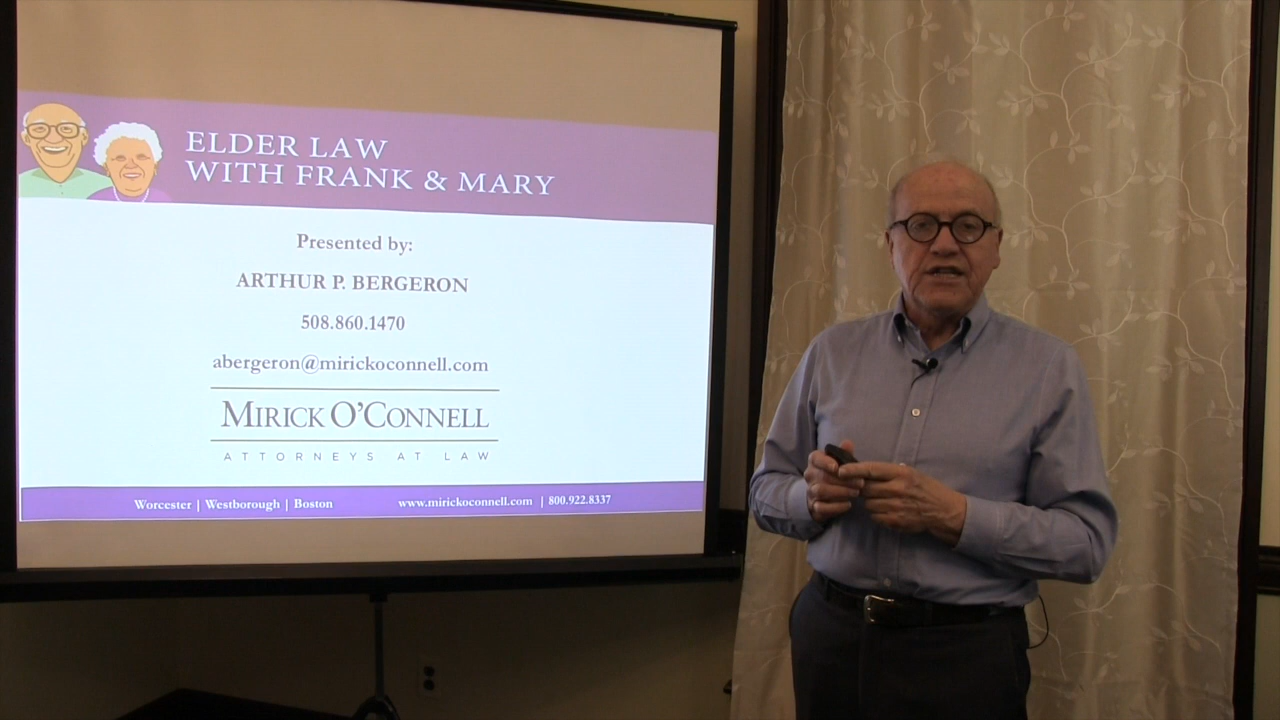 ELDER LAW
WITH FRANK & MARY
Presented by:
ARTHUR P. BERGERON
508.860.1470
abergeron@mirickoconnell.com
MIRICK O'CONNELL
ATTORNEYS AT LAW
Worcester | Westborough | Boston www.mirickoconnell.com | 800.922.8337